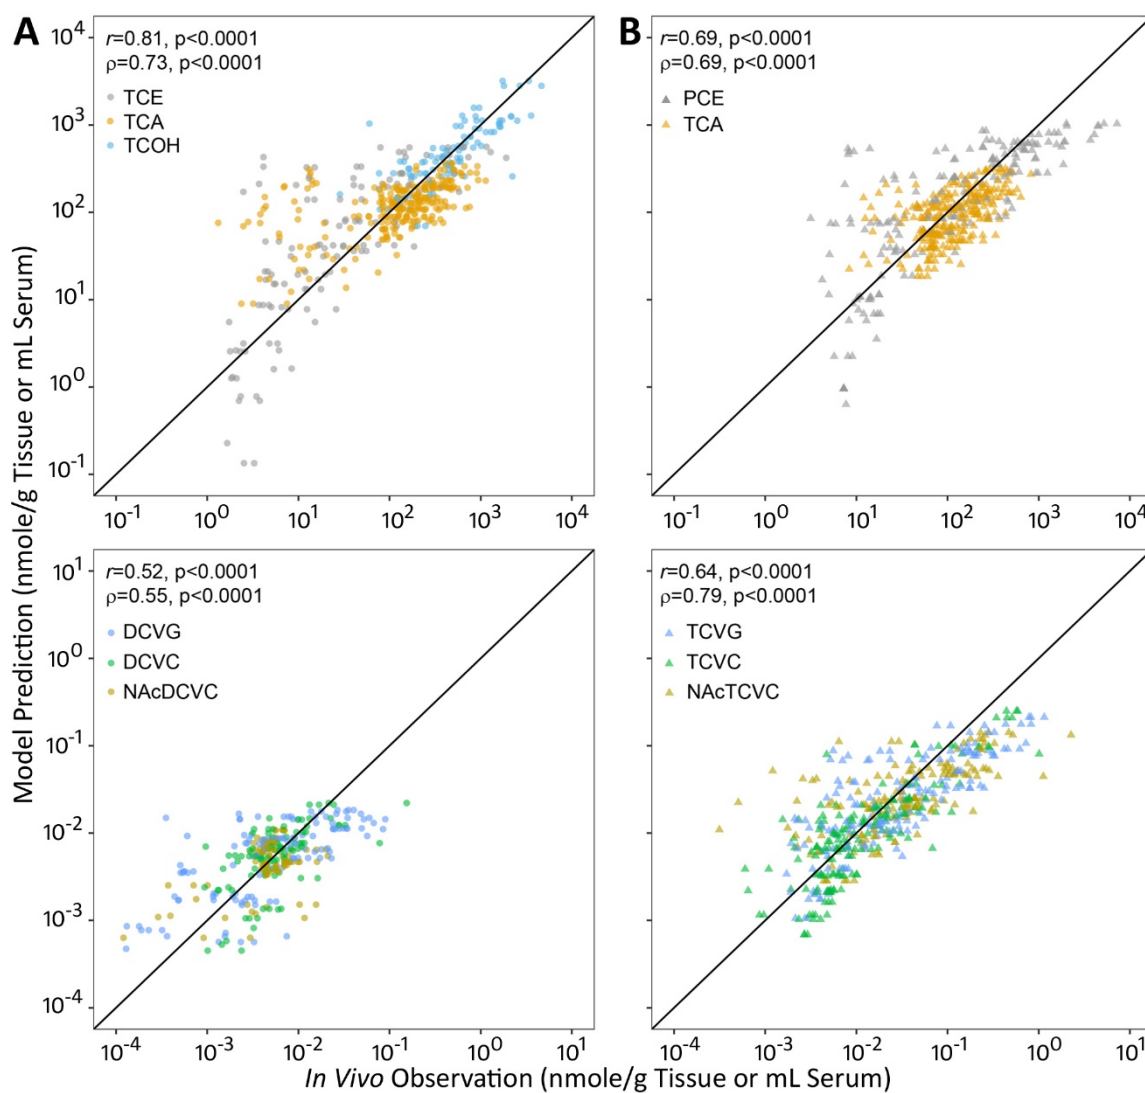 A
r=0.81, p<0.0001
ρ=0.73, p<0.0001
TCE
TCA
TCOH
10⁴
10³
10²
10¹
10⁰
10⁻¹
10⁻¹ 10⁰ 10¹ 10² 10³ 10⁴
B
r=0.69, p<0.0001
ρ=0.69, p<0.0001
PCE
TCA
10⁻¹ 10⁰ 10¹ 10² 10³ 10⁴
r=0.52, p<0.0001
ρ=0.55, p<0.0001
DCVG
DCVC
NAcDCVC
10¹
10⁰
10⁻¹
10⁻²
10⁻³
10⁻⁴
10⁻⁴ 10⁻³ 10⁻² 10⁻¹ 10⁰ 10¹
r=0.64, p<0.0001
ρ=0.79, p<0.0001
TCVG
TCVC
NAcTCVC
10⁻⁴ 10⁻³ 10⁻² 10⁻¹ 10⁰ 10¹
Model Prediction (nmole/g Tissue or mL Serum)
In Vivo Observation (nmole/g Tissue or mL Serum)